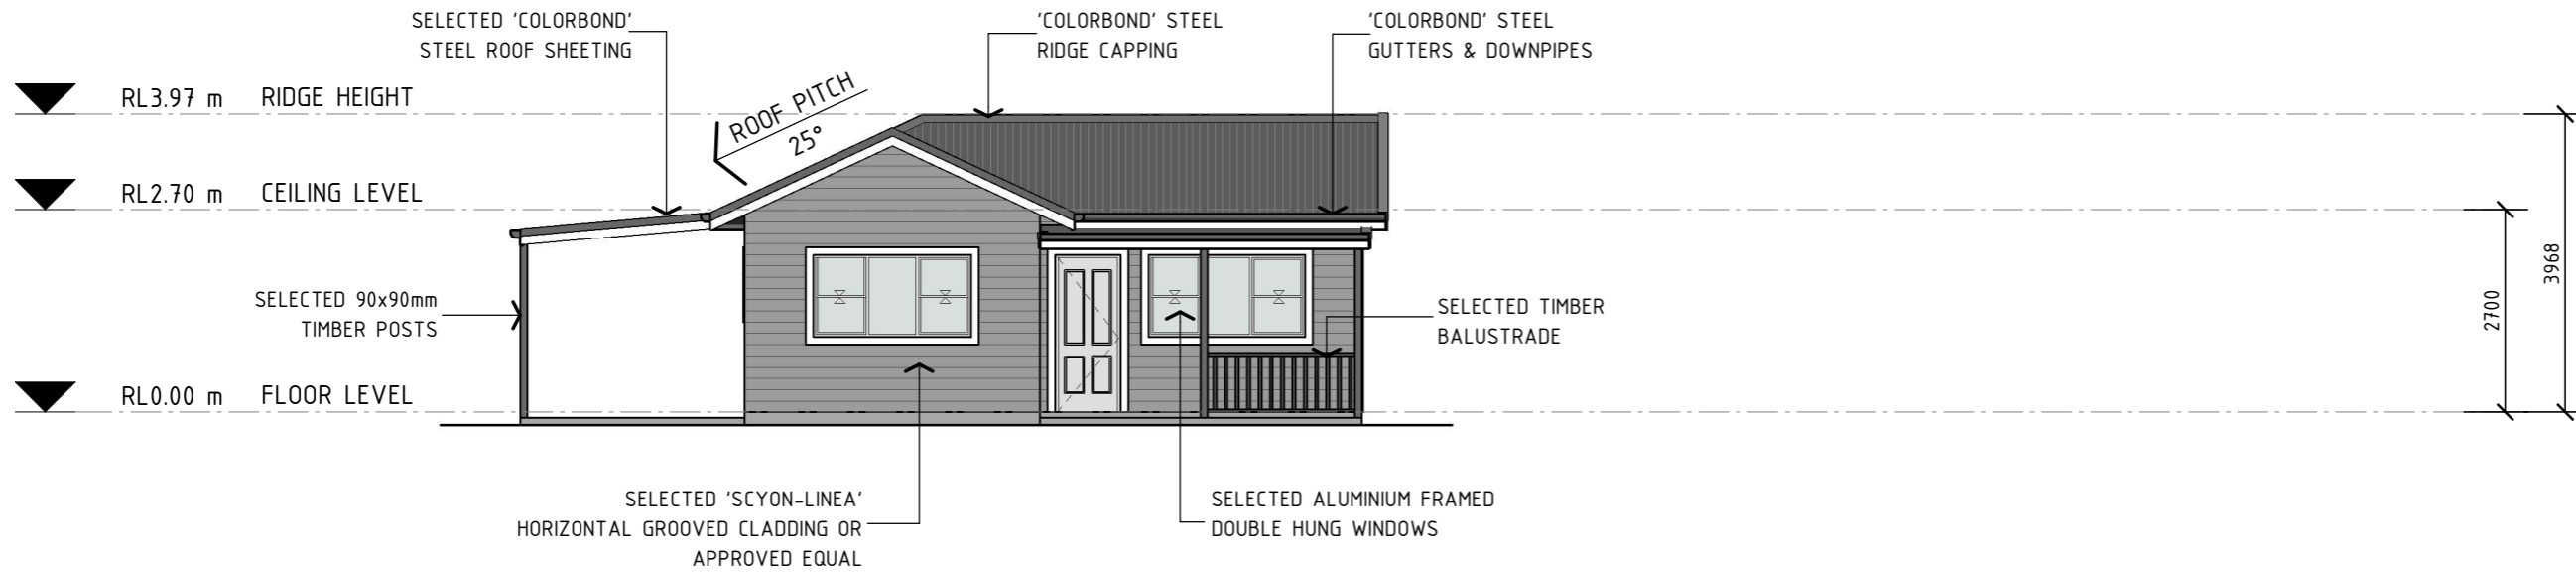 SELECTED 'COLORBOND'
STEEL ROOF SHEETING
'COLORBOND' STEEL
RIDGE CAPPING
'COLORBOND' STEEL
GUTTERS & DOWNPIPES
RL3.97 m RIDGE HEIGHT
ROOF PITCH
25°
RL2.70 m CEILING LEVEL
3968
2700
SELECTED 90x90mm
TIMBER POSTS
SELECTED TIMBER
BALUSTRADE
RL0.00 m FLOOR LEVEL
SELECTED 'SCYON-LINEA'
HORIZONTAL GROOVED CLADDING OR
APPROVED EQUAL
SELECTED ALUMINIUM FRAMED
DOUBLE HUNG WINDOWS